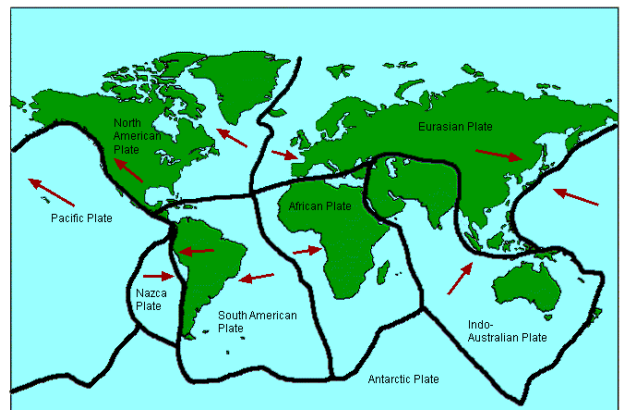 North
American
Plate
Eurasian Plate
African Plate
Pacific Plate
Nazca
Plate
South American
Plate
Indo-
Australian Plate
Antarctic Plate